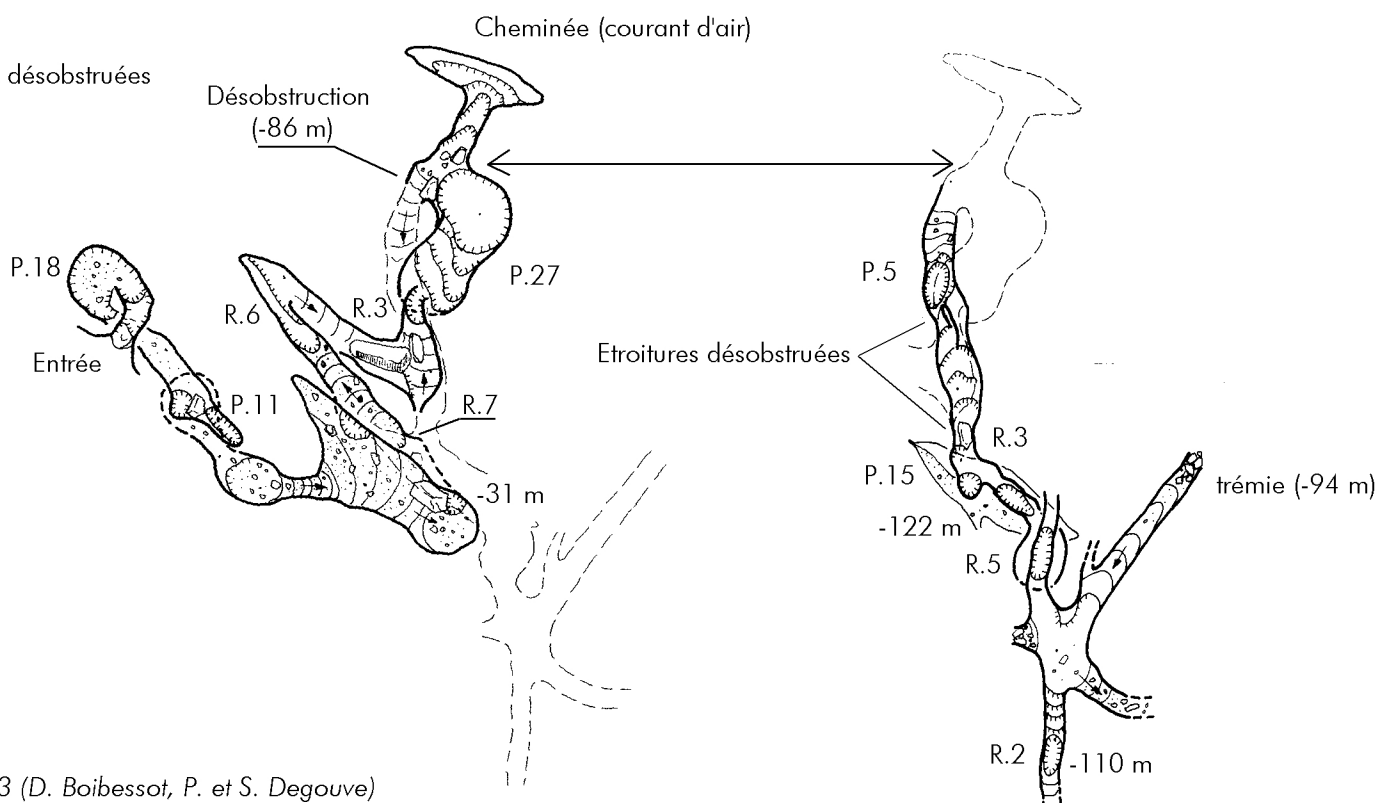 Cheminée (courant d'air)
désobstruées
Désobstruction
(-86 m)
P.18
P.27
P.5
R.6
R.3
Entrée
Etroitures désobstruées
P.11
R.7
R.3
P.15
-31 m
trémie (-94 m)
-122 m
R.5
R.2
-110 m
3 (D. Boibessot, P. et S. Degouve)